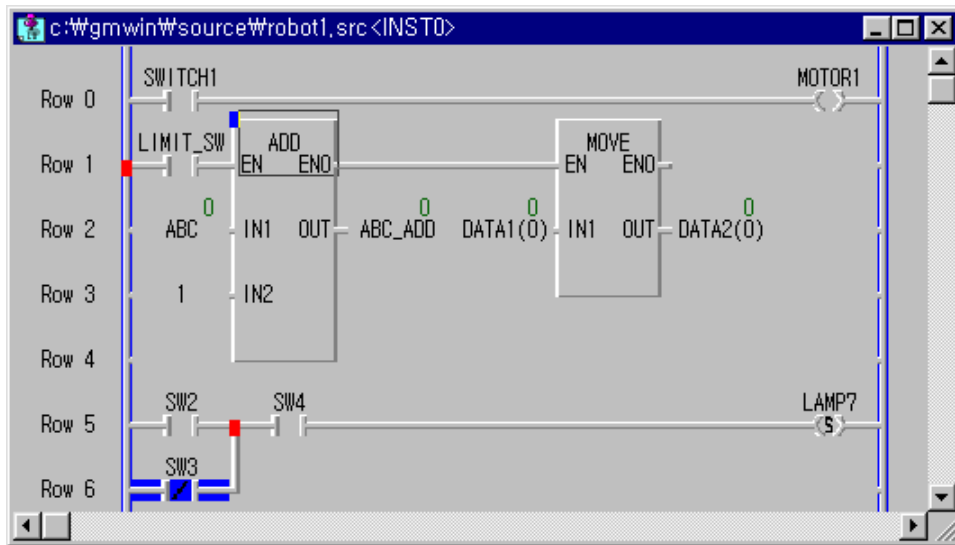 c:₩gmwin₩source₩robot1.src<INST0>
SWITCH1 MOTOR1
Row 0
LIMIT_SW ADD MOVE
Row 1 EN ENO EN ENO
0 0 0 0
Row 2 ABC IN1 OUT ABC_ADD DATA1(0) IN1 OUT DATA2(0)
Row 3 1 IN2
Row 4
SW2 SW4 LAMP7
Row 5 S
SW3
Row 6